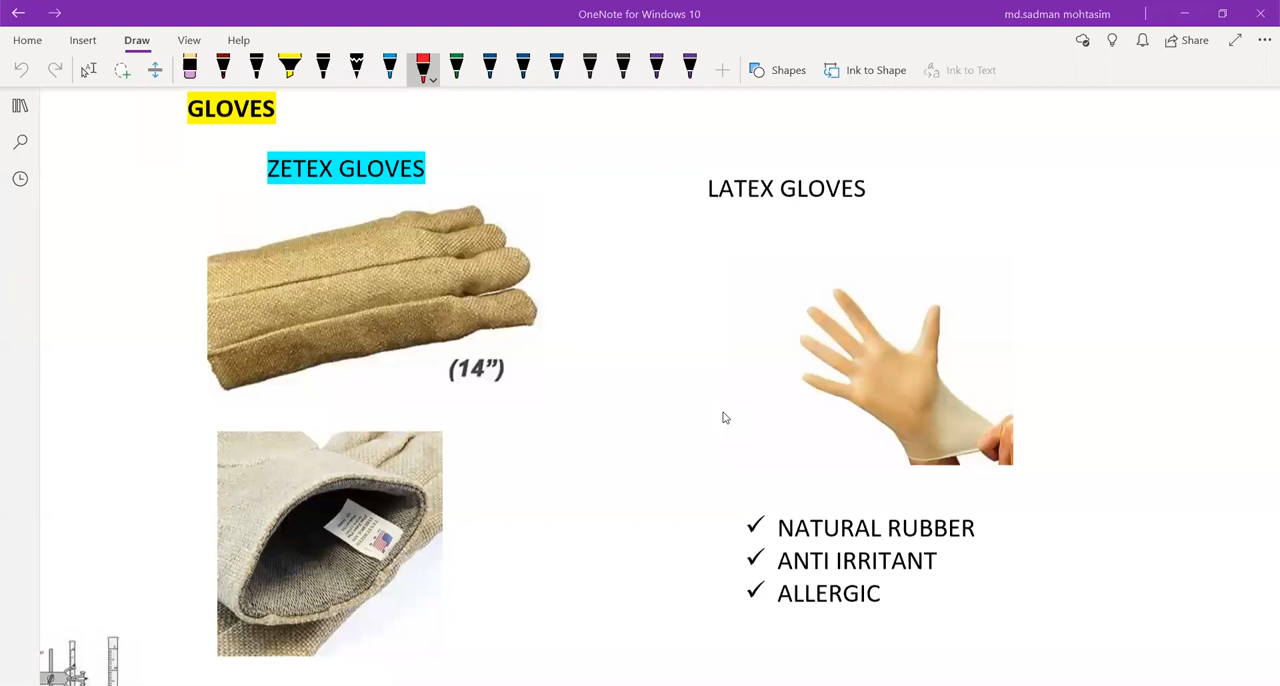 OneNote for Windows 10
md.sadman mohtasim
Home
Insert
Draw
View
Help
Share
Shapes
Ink to Shape
Ink to Text
GLOVES
ZETEX GLOVES
LATEX GLOVES
(14”)
NATURAL RUBBER
ANTI IRRITANT
ALLERGIC